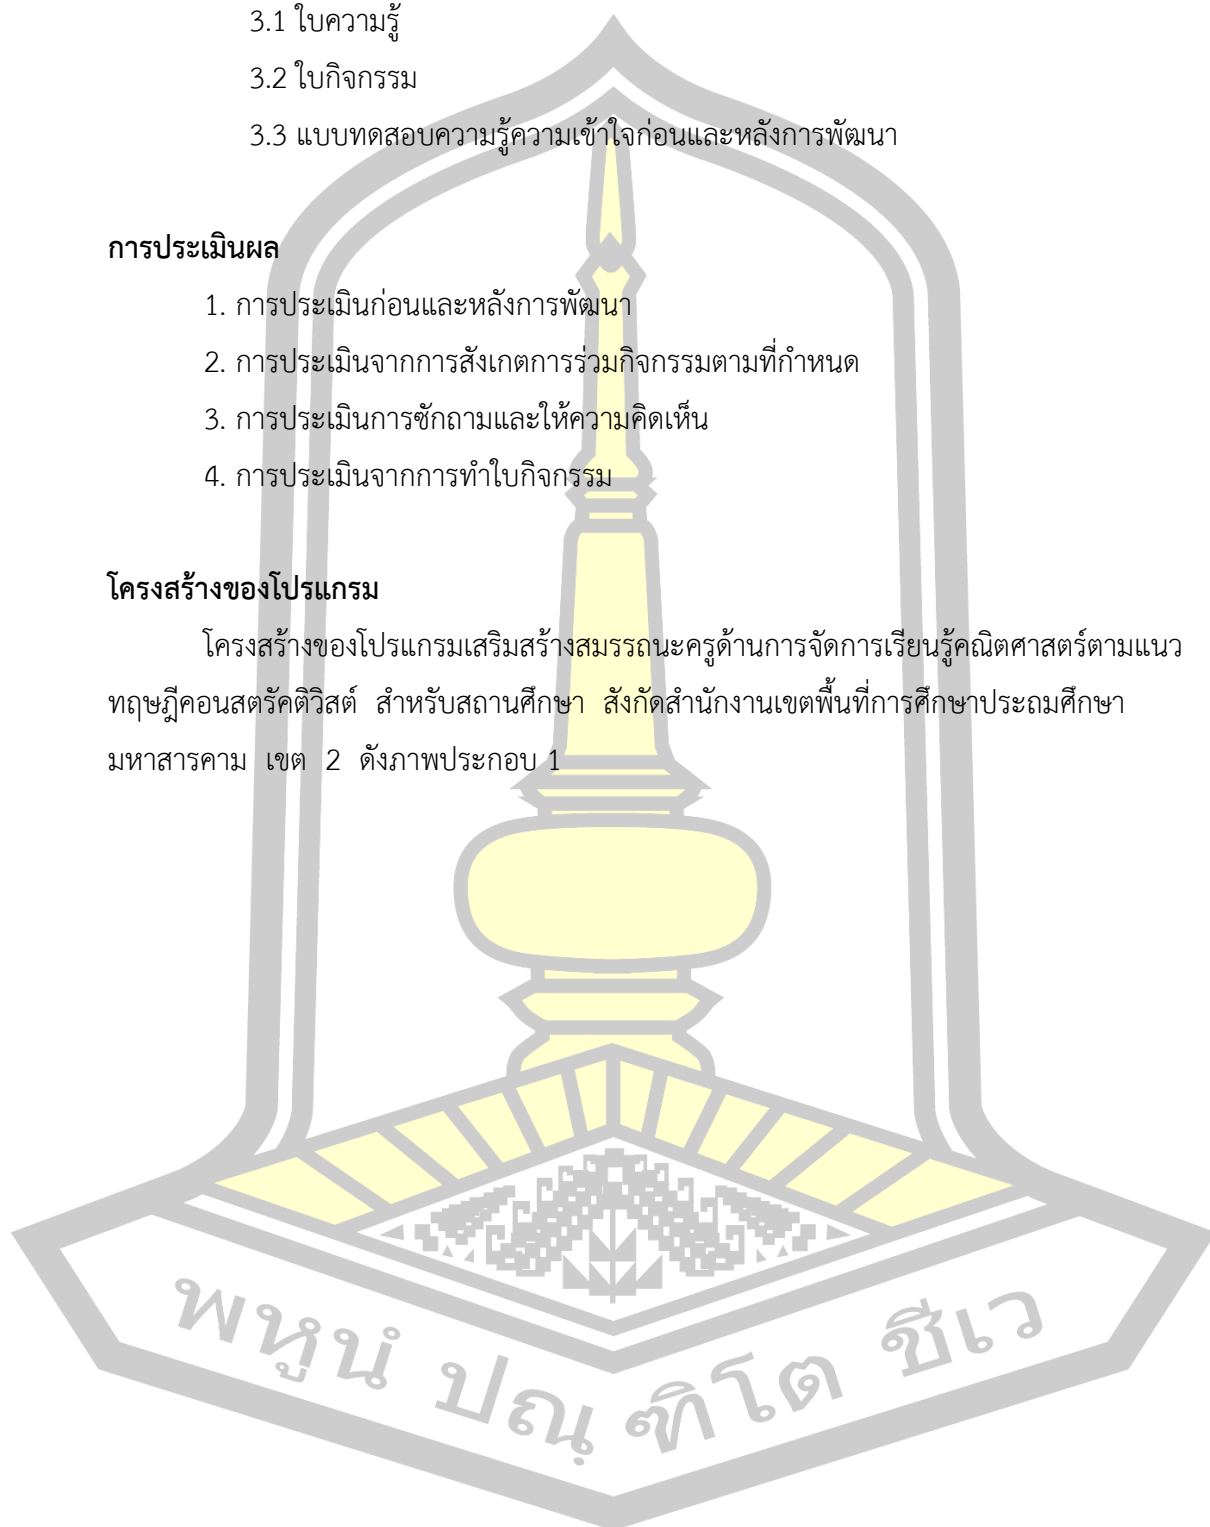 3.1 ใบความรู้
3.2 ใบกิจกรรม
3.3 แบบทดสอบความรู้ความเข้าใจก่อนและหลังการพัฒนา
การประเมินผล
1. การประเมินก่อนและหลังการพัฒนา
2. การประเมินจากการสังเกตการร่วมกิจกรรมตามที่กำหนด
3. การประเมินการซักถามและให้ความคิดเห็น
4. การประเมินจากการทำใบกิจกรรม
โครงสร้างของโปรแกรม
โครงสร้างของโปรแกรมเสริมสร้างสมรรถนะครูด้านการจัดการเรียนรู้คณิตศาสตร์ตามแนว
ทฤษฎีคอนสตรัคติวิสต์ สำหรับสถานศึกษา สังกัดสำนักงานเขตพื้นที่การศึกษาประถมศึกษา
มหาสารคาม เขต 2 ดังภาพประกอบ 1
พหูนํ ปณฺฑิโต ชีเว